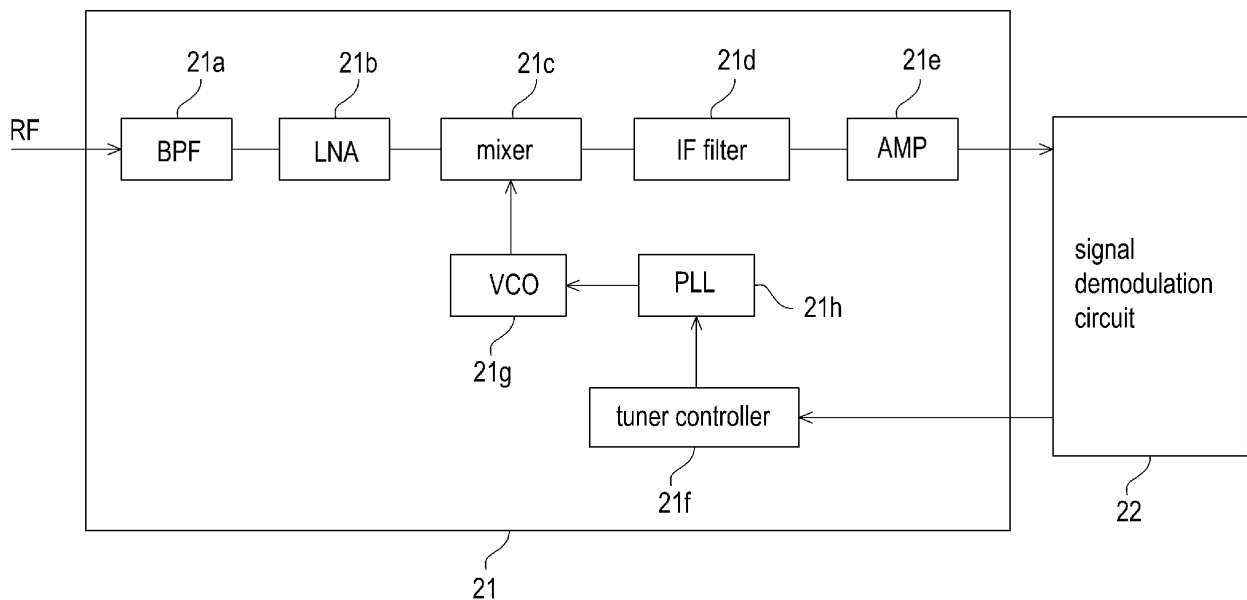 21a
21b
21c
21d
21e
RF
BPF
LNA
mixer
IF filter
AMP
VCO
PLL
21h
21g
signal
demodulation
circuit
tuner controller
21f
22
21